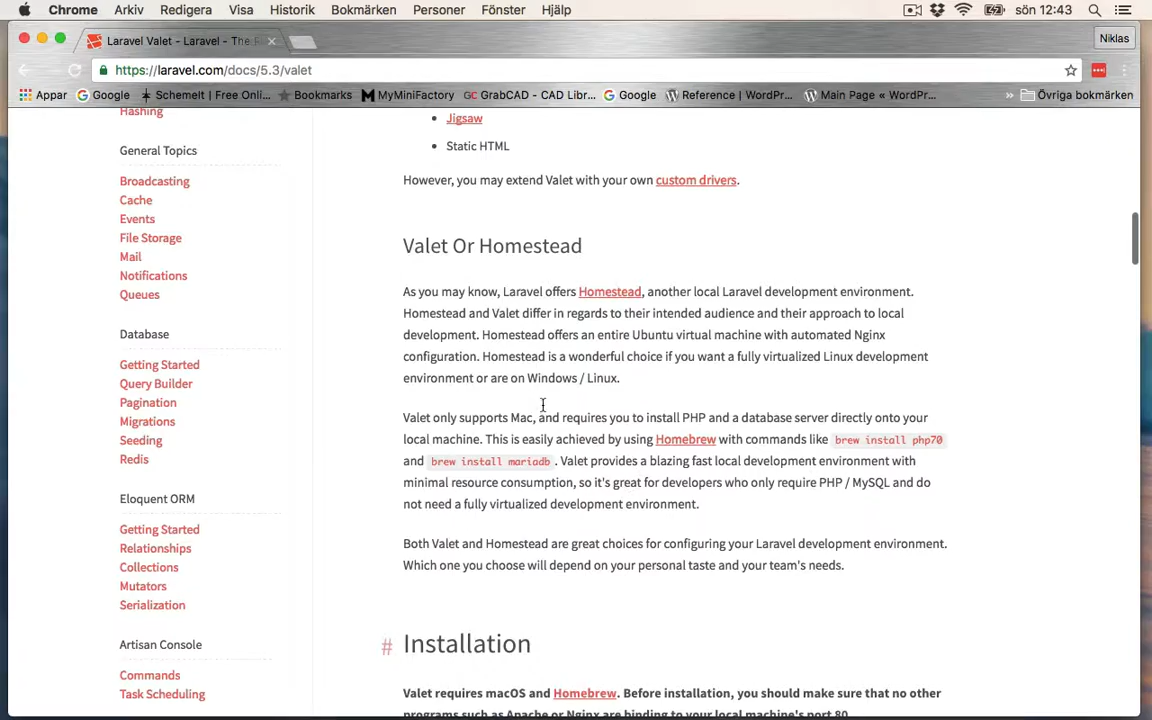 Chrome Arkiv Redigera Visa Historik Bokmärken Personer Fönster Hjälp sön 12:43
Laravel Valet - Laravel - The P
Niklas
https://laravel.com/docs/5.3/valet
Appar Google SchemeIt | Free Onli... Bookmarks MyMiniFactory GC GrabCAD - CAD Libr... Google Reference | WordPr... Main Page « WordPr... » Övriga bokmärken
Hashing
General Topics
Broadcasting
Cache
Events
File Storage
Mail
Notifications
Queues
Database
Getting Started
Query Builder
Pagination
Migrations
Seeding
Redis
Eloquent ORM
Getting Started
Relationships
Collections
Mutators
Serialization
Artisan Console
Commands
Task Scheduling
• Jigsaw
• Static HTML
However, you may extend Valet with your own custom drivers.
Valet Or Homestead
As you may know, Laravel offers Homestead, another local Laravel development environment.
Homestead and Valet differ in regards to their intended audience and their approach to local
development. Homestead offers an entire Ubuntu virtual machine with automated Nginx
configuration. Homestead is a wonderful choice if you want a fully virtualized Linux development
environment or are on Windows / Linux.
Valet only supports Mac, and requires you to install PHP and a database server directly onto your
local machine. This is easily achieved by using Homebrew with commands like brew install php70
and brew install mariadb . Valet provides a blazing fast local development environment with
minimal resource consumption, so it's great for developers who only require PHP / MySQL and do
not need a fully virtualized development environment.
Both Valet and Homestead are great choices for configuring your Laravel development environment.
Which one you choose will depend on your personal taste and your team's needs.
# Installation
Valet requires macOS and Homebrew. Before installation, you should make sure that no other
programs such as Apache or Nginx are binding to your local machine's port 80.